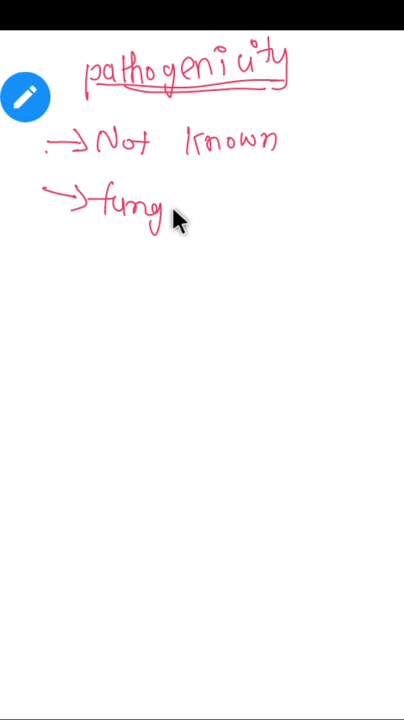 pathogenicity
→ Not known
→ fung